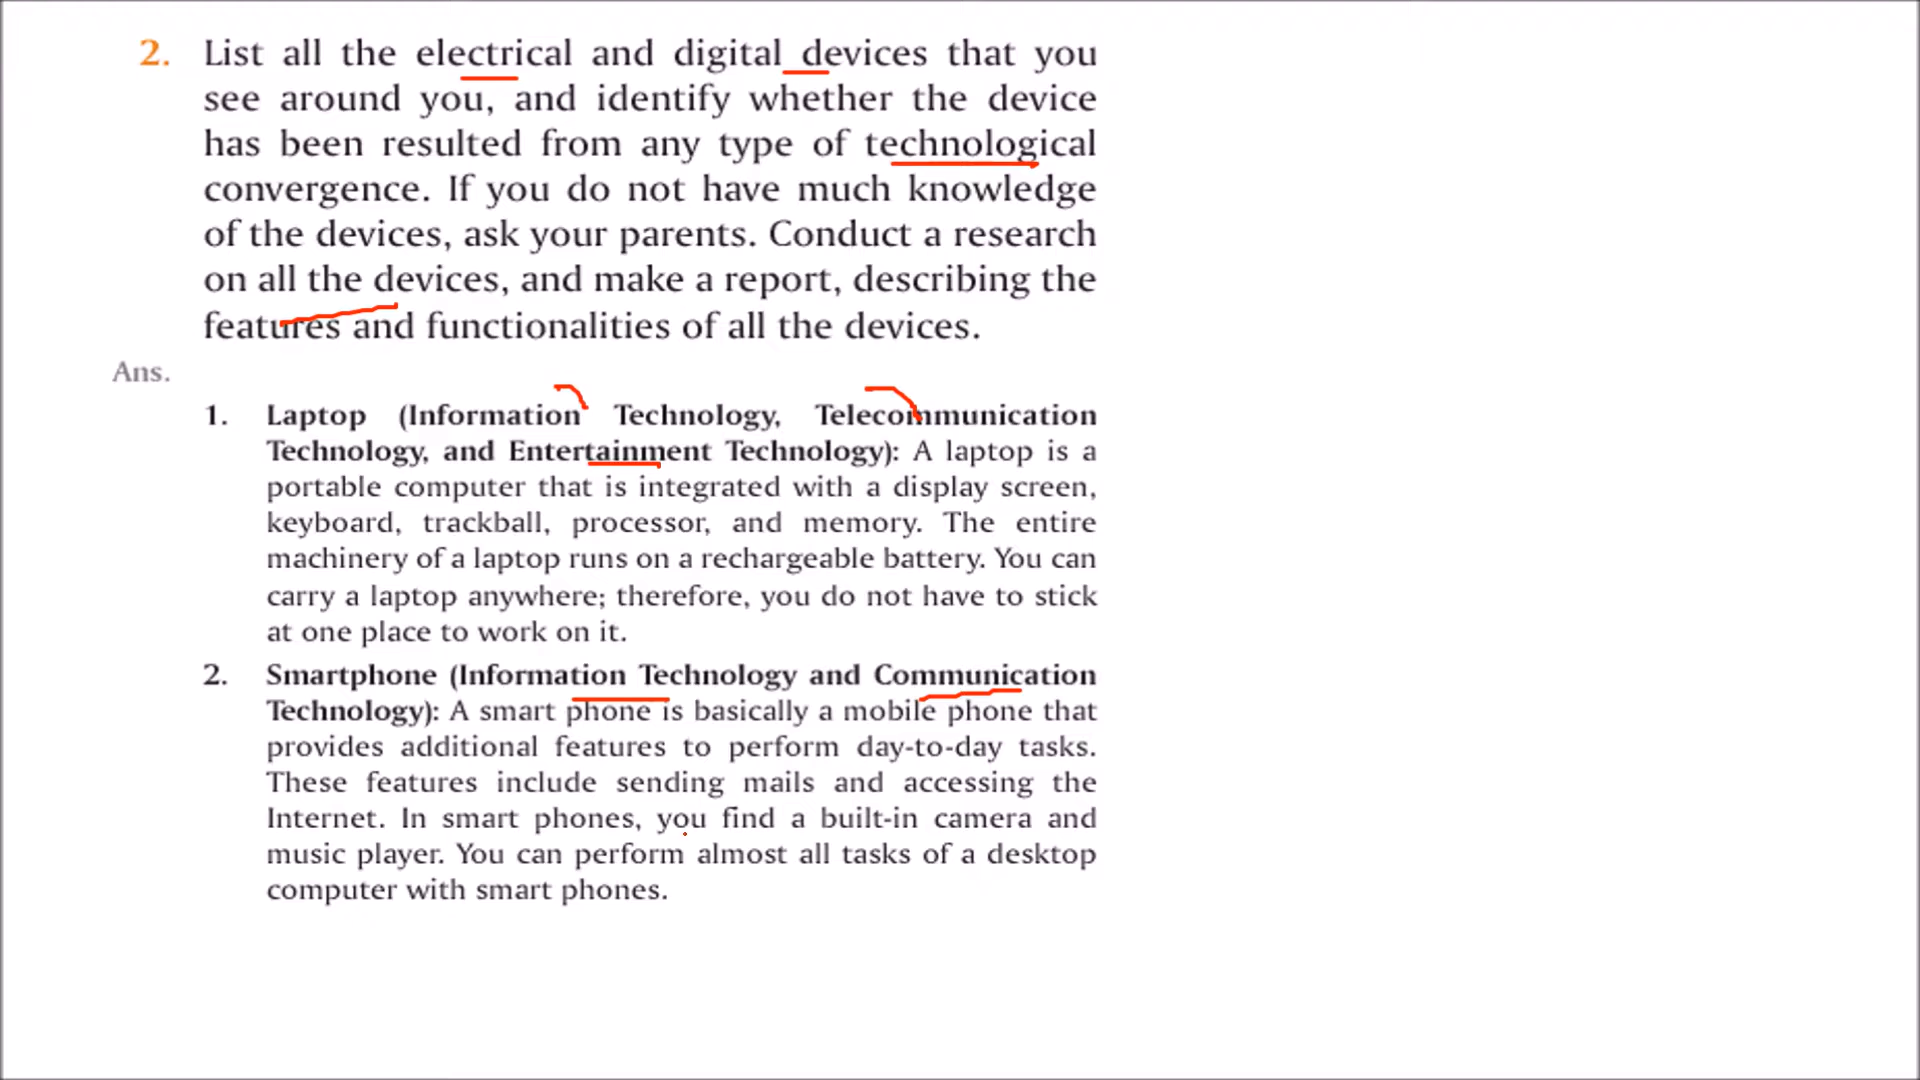 2. List all the electrical and digital devices that you
see around you, and identify whether the device
has been resulted from any type of technological
convergence. If you do not have much knowledge
of the devices, ask your parents. Conduct a research
on all the devices, and make a report, describing the
features and functionalities of all the devices.
Ans.
1. Laptop (Information Technology, Telecommunication
Technology, and Entertainment Technology): A laptop is a
portable computer that is integrated with a display screen,
keyboard, trackball, processor, and memory. The entire
machinery of a laptop runs on a rechargeable battery. You can
carry a laptop anywhere; therefore, you do not have to stick
at one place to work on it.
2. Smartphone (Information Technology and Communication
Technology): A smart phone is basically a mobile phone that
provides additional features to perform day-to-day tasks.
These features include sending mails and accessing the
Internet. In smart phones, you find a built-in camera and
music player. You can perform almost all tasks of a desktop
computer with smart phones.